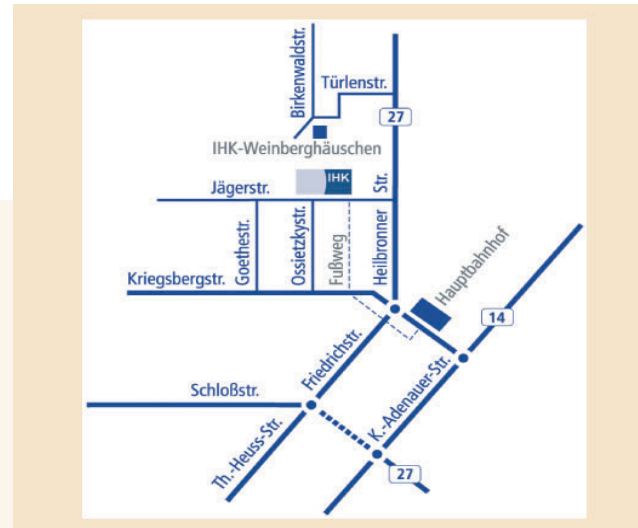 Birkenwaldstr.
Türlenstr.
27
IHK-Weinberghäuschen
IHK
Jägerstr.
Goethestr.
Ossietzkystr.
Fußweg
Heilbronner Str.
Hauptbahnhof
Kriegsbergstr.
14
Friedrichstr.
Schloßstr.
K.-Adenauer-Str.
Th.-Heuss-Str.
27